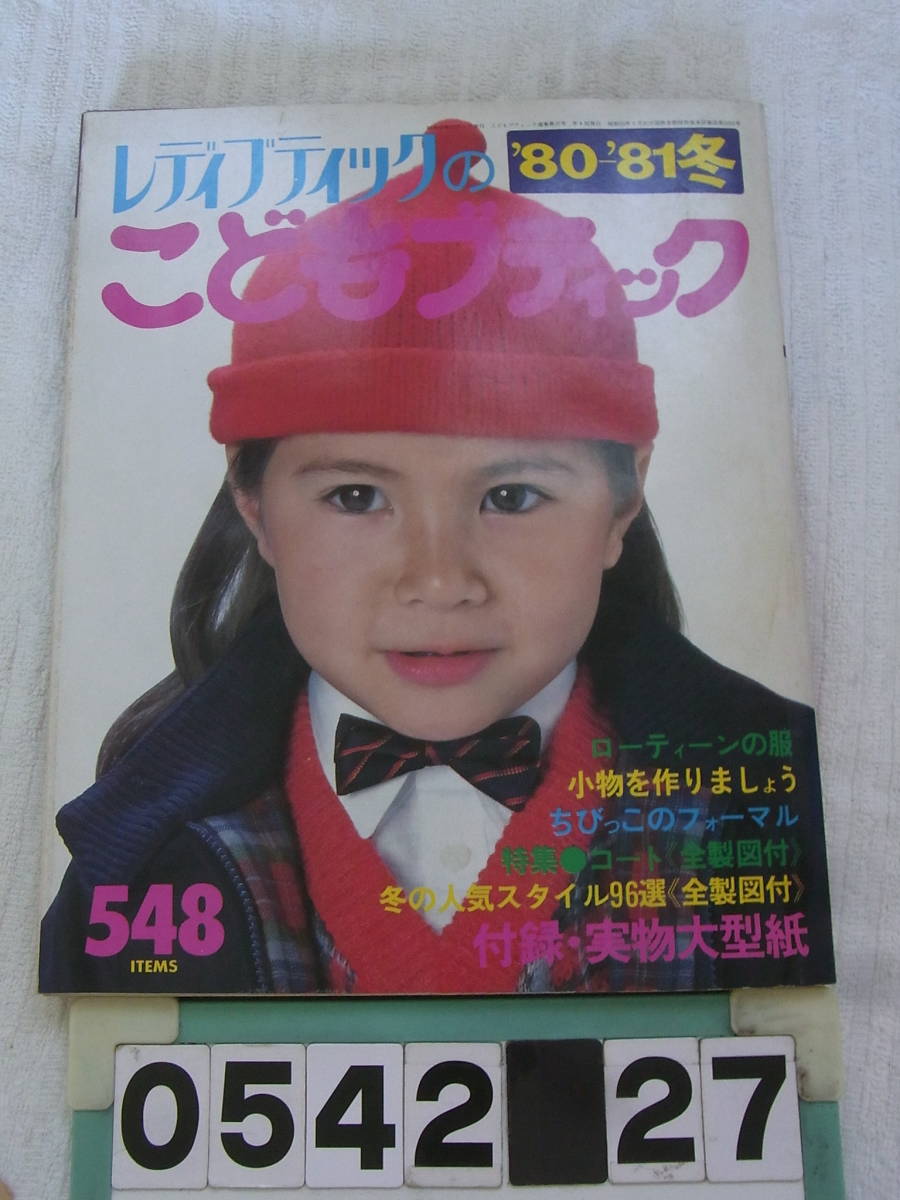 レディブティックの
'80-'81冬
こどもブティック
ローティーンの服
小物を作りましょう
ちびっこのフォーマル
特集●コート《全製図付》
冬の人気スタイル96選《全製図付》
付録・実物大型紙
548
ITEMS
0542 27